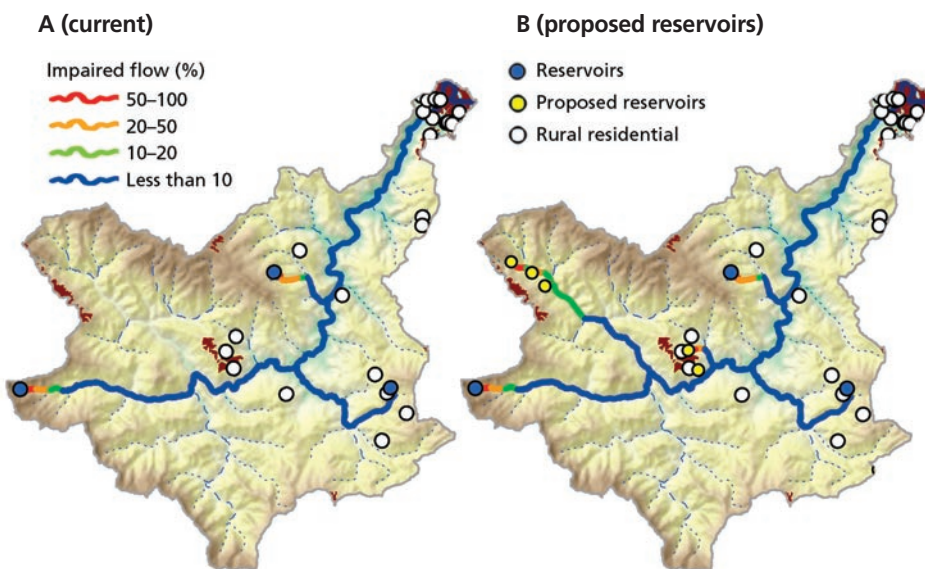 A (current)
Impaired flow (%)
50–100
20–50
10–20
Less than 10
B (proposed reservoirs)
Reservoirs
Proposed reservoirs
Rural residential